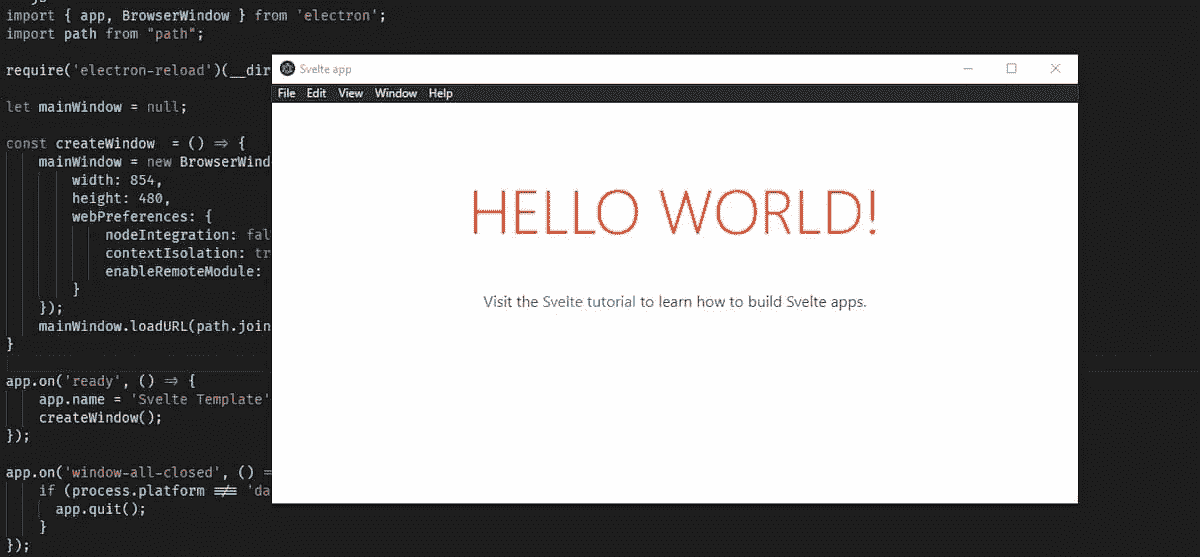 import { app, BrowserWindow } from 'electron';
import path from "path";
require('electron-reload')(__dir
let mainWindow = null;
const createWindow = () => {
mainWindow = new BrowserWind
width: 854,
height: 480,
webPreferences: {
nodeIntegration: fal
contextIsolation: tr
enableRemoteModule:
}
});
mainWindow.loadURL(path.join
}
app.on('ready', () => {
app.name = 'Svelte Template'
createWindow();
});
app.on('window-all-closed', () =
if (process.platform !== 'da
app.quit();
}
});
Svelte app
File Edit View Window Help
HELLO WORLD!
Visit the Svelte tutorial to learn how to build Svelte apps.